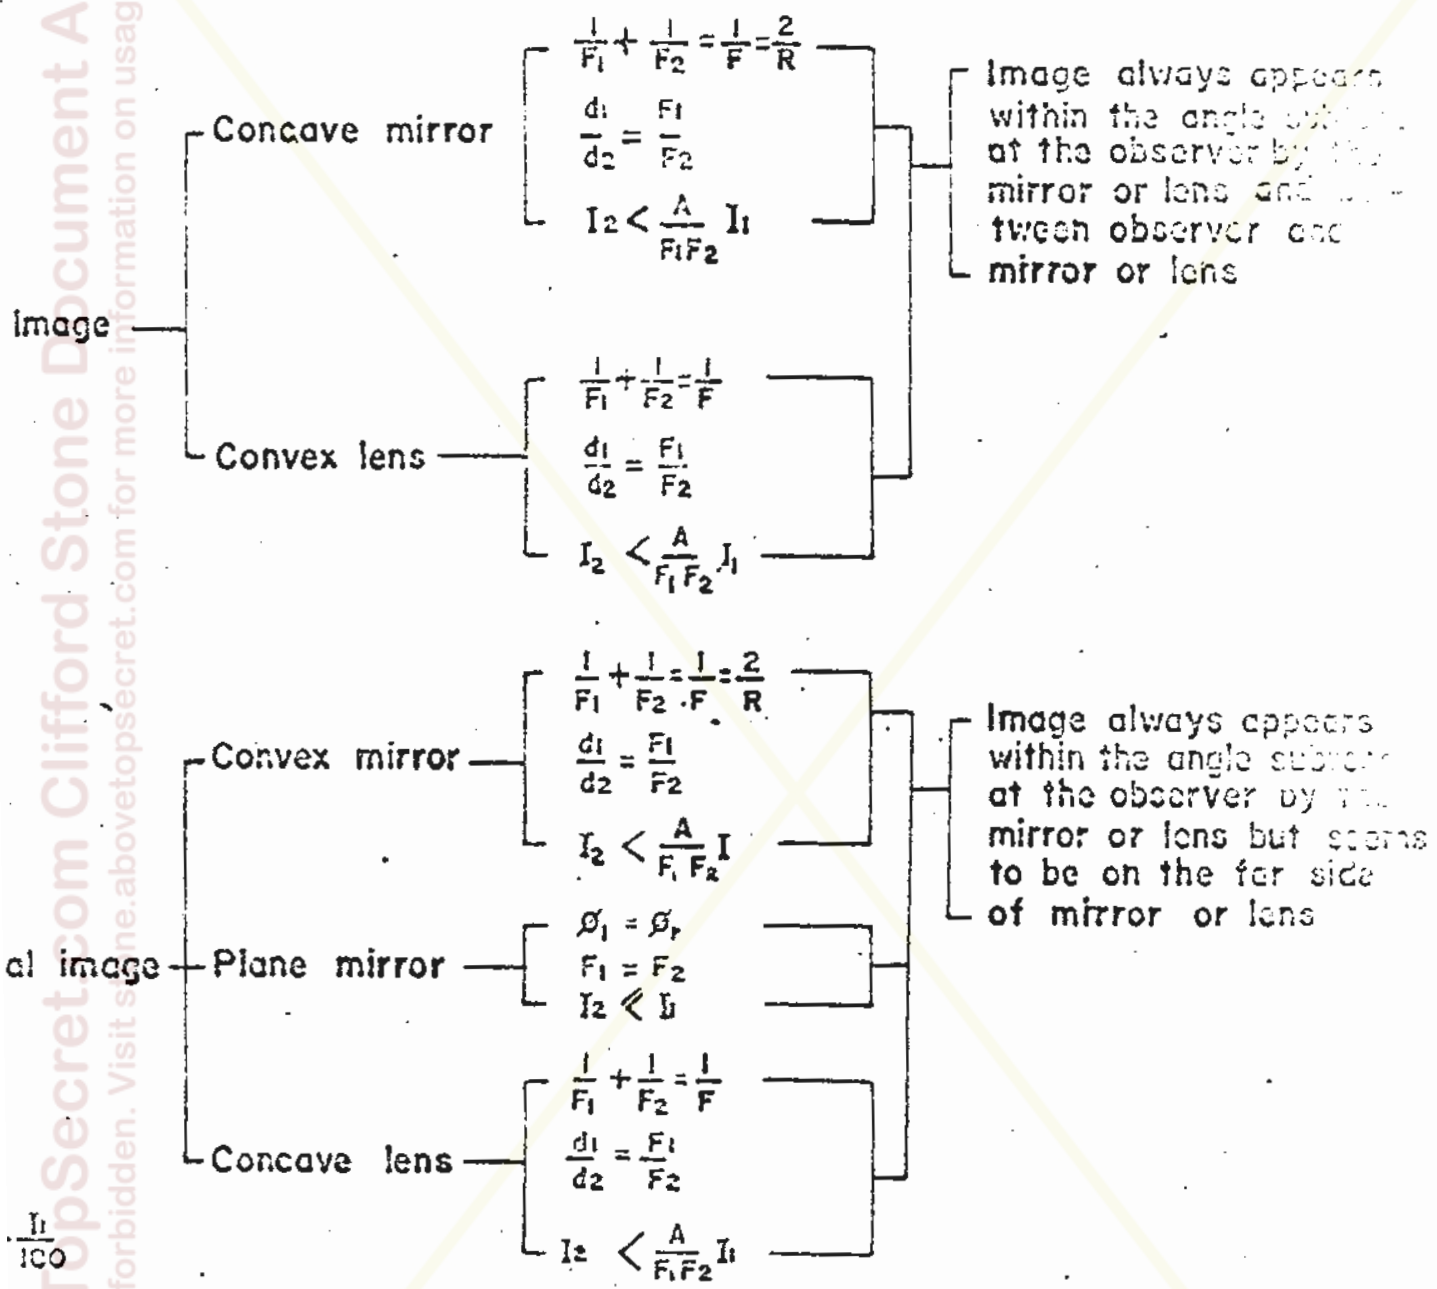 1/F1 + 1/F2 = 1/F = 2/R
Image always appears
within the angle
Concave mirror
d1/d2 = F1/F2
at the observer by the
mirror or lens and
I2 < A/F1F2 I1
tween observer and
mirror or lens
Image
1/F1 + 1/F2 = 1/F
Convex lens
d1/d2 = F1/F2
I2 < A/F1F2 I1
1/F1 + 1/F2 = 1/F = 2/R
Image always appears
Convex mirror
d1/d2 = F1/F2
within the angle
at the observer by
I2 < A/F1F2 I
mirror or lens but seems
to be on the far side
of mirror or lens
Ø1 = Ør
al image
Plane mirror
F1 = F2
I2 < I1
1/F1 + 1/F2 = 1/F
Concave lens
d1/d2 = F1/F2
I2 < A/F1F2 I1
I1/100
TopSecret.com Clifford Stone Document A
forbidden. Visit stone.abovetopsecret.com for more information on usag